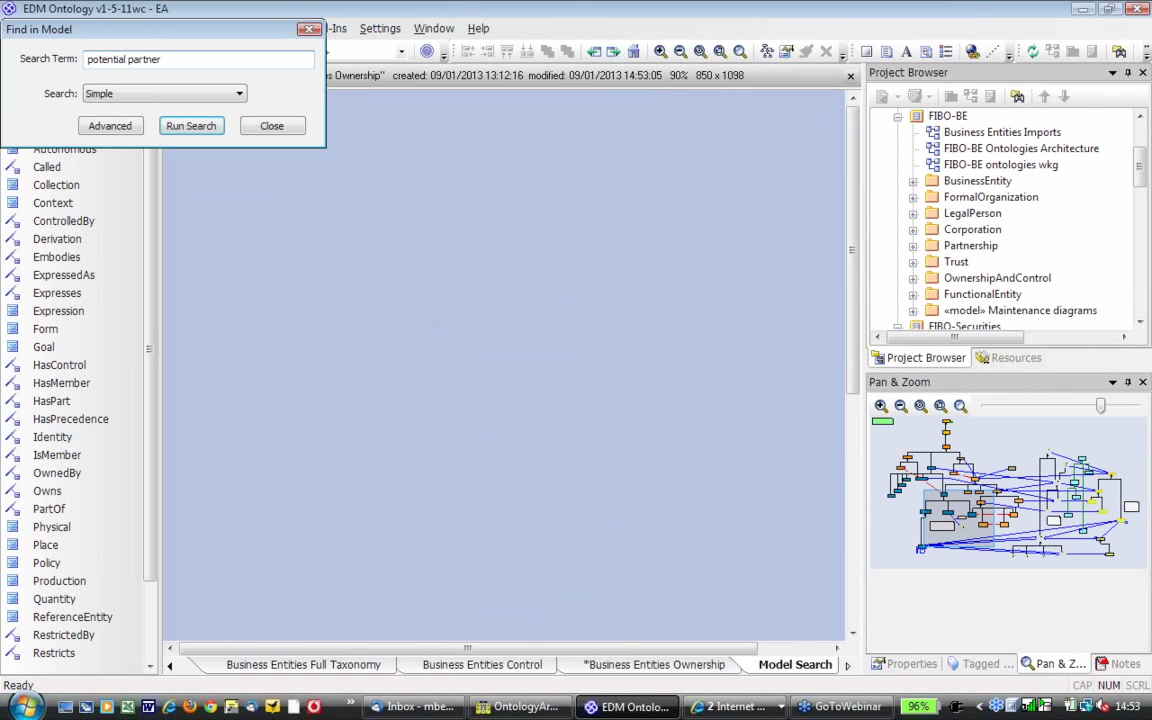 EDM Ontology v1-5-11wc - EA
Find in Model
Search Term: potential partner
Search: Simple
Advanced Run Search Close
-Ins Settings Window Help
s Ownership" created: 09/01/2013 13:12:16 modified: 09/01/2013 14:53:05 90% 850 x 1098
Autonomous
Called
Collection
Context
ControlledBy
Derivation
Embodies
ExpressedAs
Expresses
Expression
Form
Goal
HasControl
HasMember
HasPart
HasPrecedence
Identity
IsMember
OwnedBy
Owns
PartOf
Physical
Place
Policy
Production
Quantity
ReferenceEntity
RestrictedBy
Restricts
Business Entities Full Taxonomy Business Entities Control *Business Entities Ownership Model Search
Project Browser
FIBO-BE
Business Entities Imports
FIBO-BE Ontologies Architecture
FIBO-BE ontologies wkg
BusinessEntity
FormalOrganization
LegalPerson
Corporation
Partnership
Trust
OwnershipAndControl
FunctionalEntity
«model» Maintenance diagrams
FIBO-Securities
Project Browser Resources
Pan & Zoom
Properties Tagged ... Pan & Z... Notes
Ready
CAP NUM SCRL
Inbox - mbe... OntologyAr... EDM Ontolo... 2 Internet ... GoToWebinar 96% 14:53